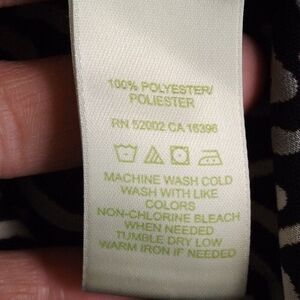 100% POLYESTER/
POLIESTER
RN 52002 CA 16396
MACHINE WASH COLD
WASH WITH LIKE
COLORS
NON-CHLORINE BLEACH
WHEN NEEDED
TUMBLE DRY LOW
WARM IRON IF NEEDED